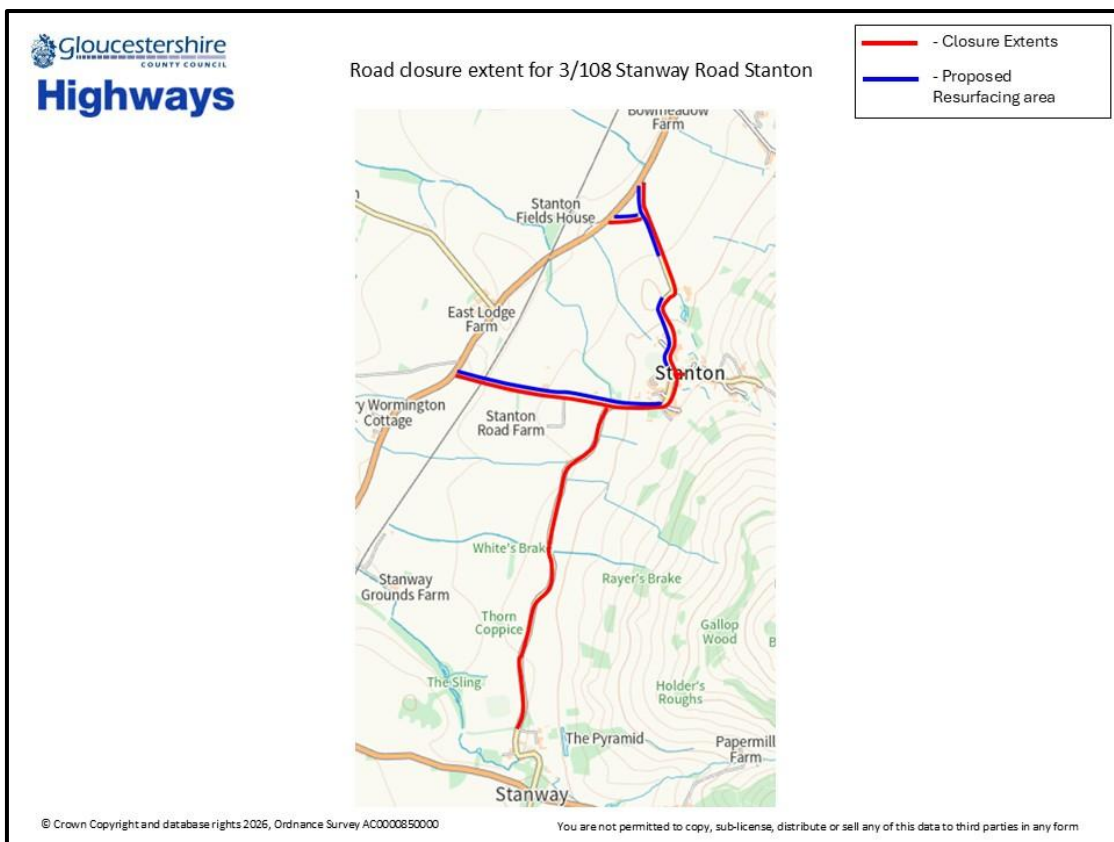 Gloucestershire
COUNTY COUNCIL
Highways
Road closure extent for 3/108 Stanway Road Stanton
- Closure Extents
- Proposed
Resurfacing area
Bowmeadow
Farm
Stanton
Fields House
East Lodge
Farm
Stanton
ry Wormington
Cottage
Stanton
Road Farm
White's Brake
Rayer's Brake
Stanway
Grounds Farm
Thorn
Coppice
Gallop
Wood
The Sling
Holder's
Roughs
The Pyramid
Papermill
Farm
Stanway
© Crown Copyright and database rights 2026, Ordnance Survey AC0000850000
You are not permitted to copy, sub-license, distribute or sell any of this data to third parties in any form